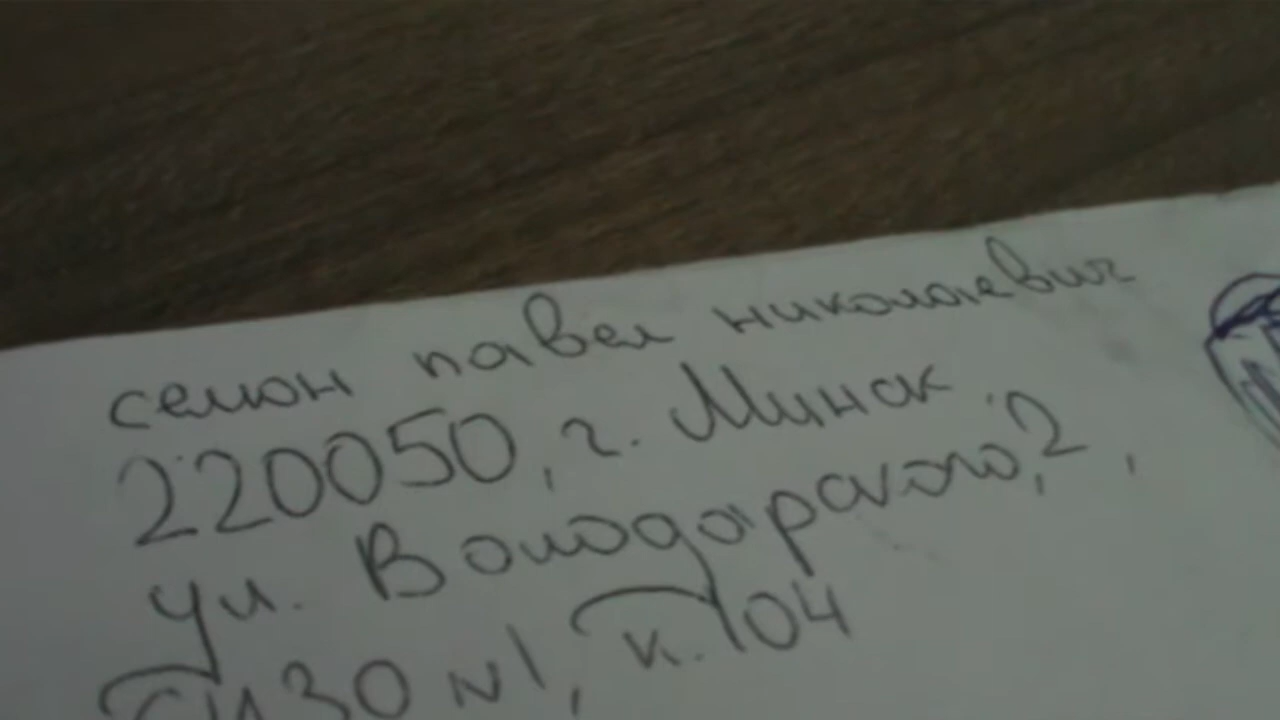 семон павел николаевич
220050, г. Минск
ул. Володарского, 2,
СИЗО №1, к. 104